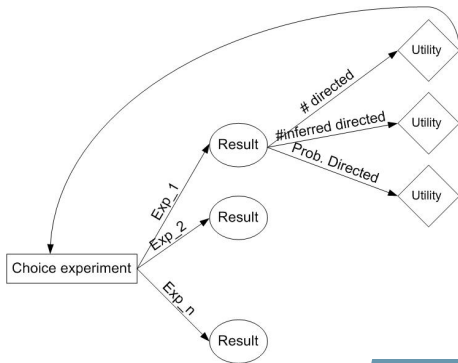 Utility
# directed
#inferred directed
Utility
Prob. Directed
Result
Utility
Exp_1
Exp_2
Result
Choice experiment
Exp_n
Result